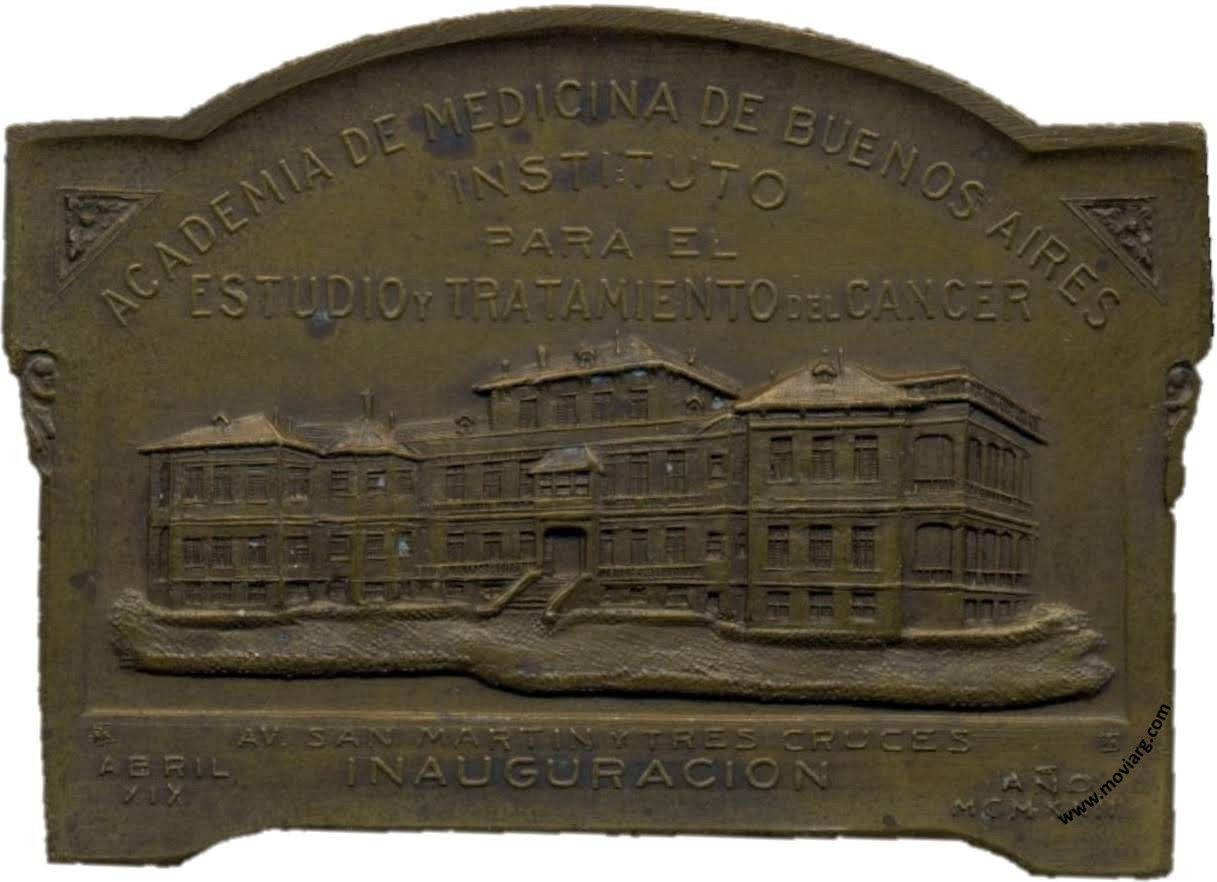 ACADEMIA DE MEDICINA DE BUENOS AIRES
INSTITUTO
PARA EL
ESTUDIO Y TRATAMIENTO DEL CANCER
AV. SAN MARTIN Y TRES CRUCES
INAUGURACION
ABRIL
XIX
AÑO
www.moviarg.com